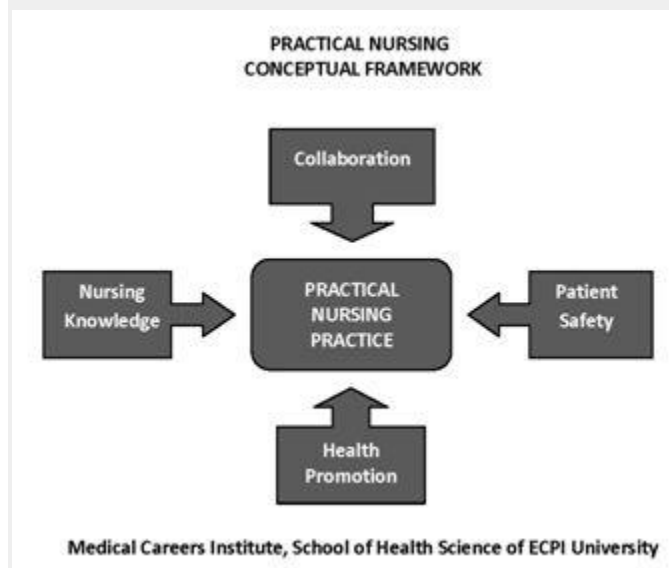 PRACTICAL NURSING
CONCEPTUAL FRAMEWORK
Collaboration
Nursing
Knowledge
PRACTICAL
NURSING
PRACTICE
Patient
Safety
Health
Promotion
Medical Careers Institute, School of Health Science of ECPI University